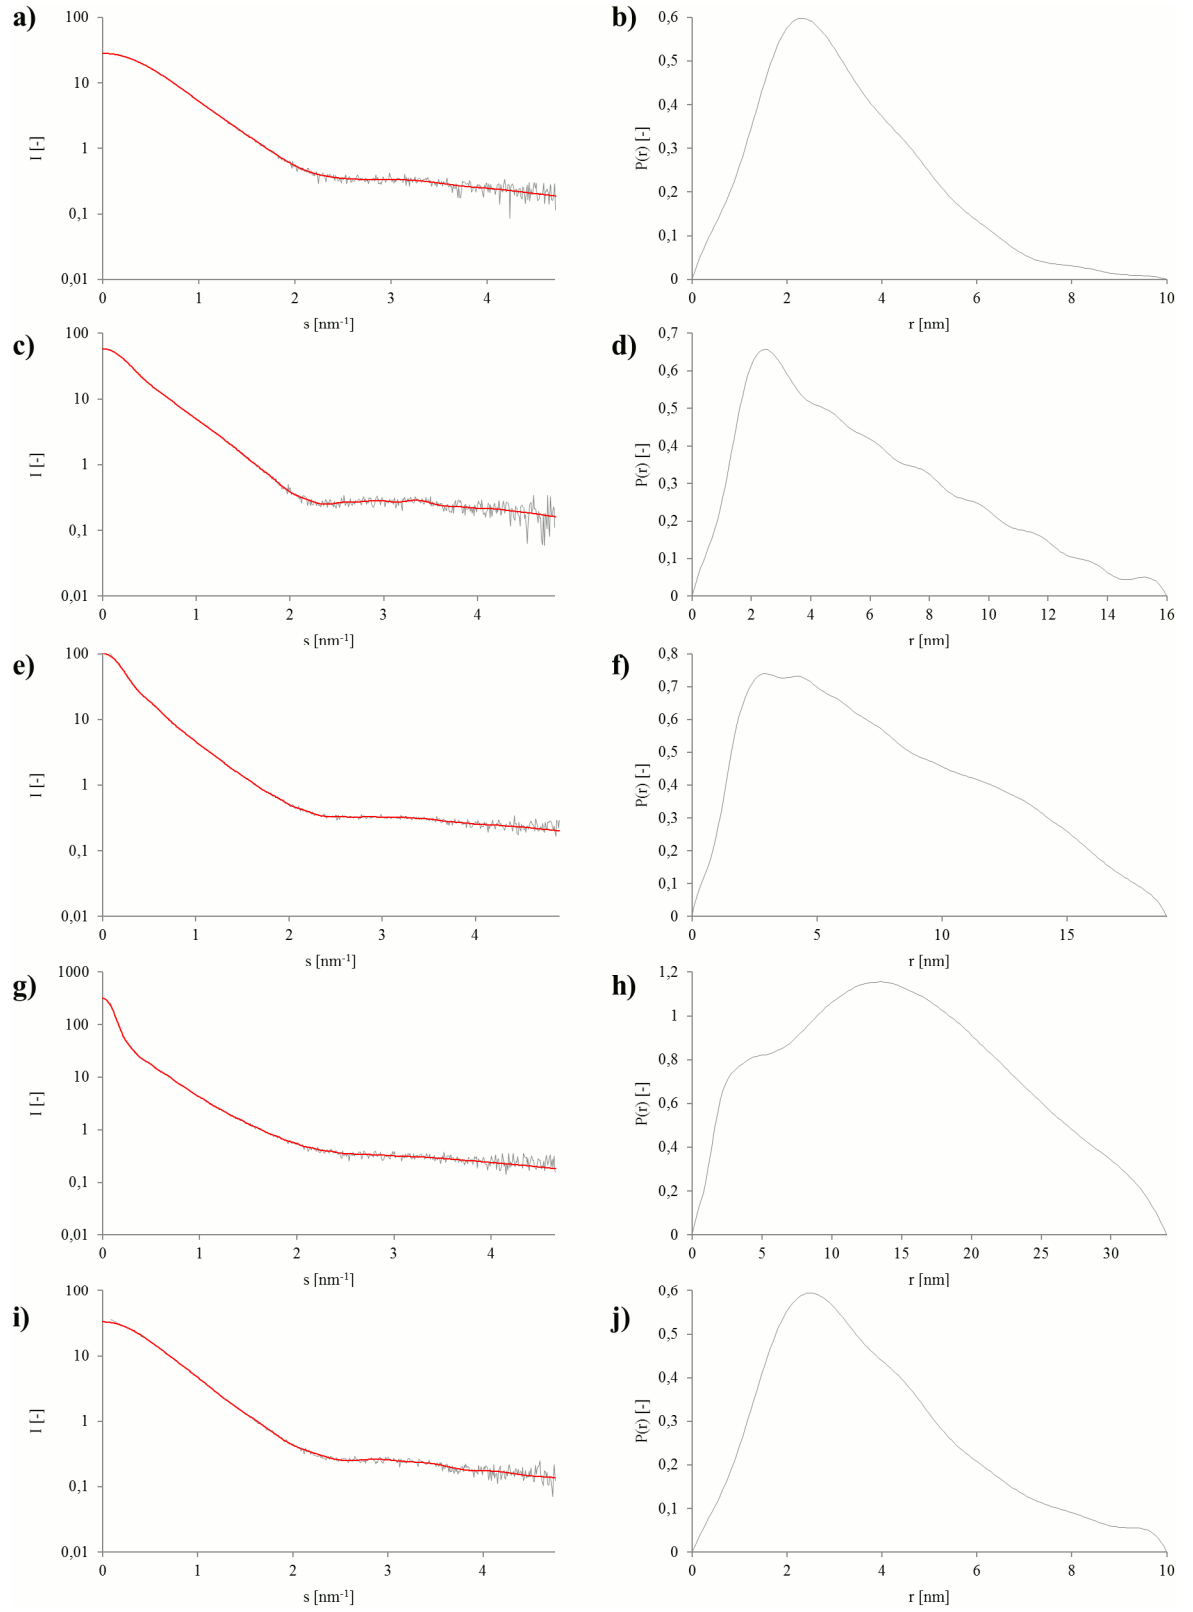 a)
100
10
1
0,1
0,01
I [-]
0 1 2 3 4
s [nm-1]
b)
0,6
0,6
0,4
0,3
0,2
0,1
0
P(r) [-]
0 2 4 6 8 10
r [nm]
c)
100
10
1
0,1
0,01
I [-]
0 1 2 3 4
s [nm-1]
d)
0,7
0,6
0,5
0,4
0,3
0,2
0,1
0
P(r) [-]
0 2 4 6 8 10 12 14 16
r [nm]
e)
100
10
1
0,1
0,01
I [-]
0 1 2 3 4
s [nm-1]
f)
0,8
0,7
0,6
0,5
0,4
0,3
0,2
0,1
0
P(r) [-]
0 5 10 15
r [nm]
g)
1000
100
10
1
0,1
0,01
I [-]
0 1 2 3 4
s [nm-1]
h)
1,2
1
0,8
0,6
0,4
0,2
0
P(r) [-]
0 5 10 15 20 25 30
r [nm]
i)
100
10
1
0,1
0,01
I [-]
0 1 2 3 4
s [nm-1]
j)
0,6
0,5
0,4
0,3
0,2
0,1
0
P(r) [-]
0 2 4 6 8 10
r [nm]